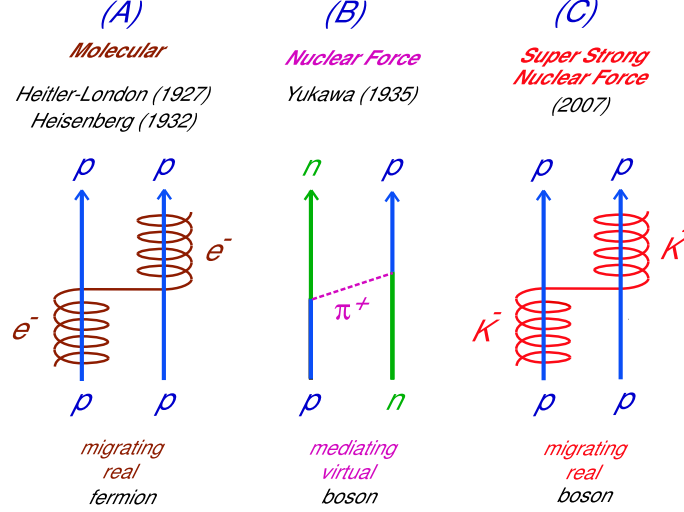 (A)
(B)
(C)
Molecular
Nuclear Force
Super Strong
Nuclear Force
Heitler-London (1927)
Heisenberg (1932)
Yukawa (1935)
(2007)
p p
n p
p p
e-
K-
π+
e-
K-
p p
p n
p p
migrating
real
fermion
mediating
virtual
boson
migrating
real
boson